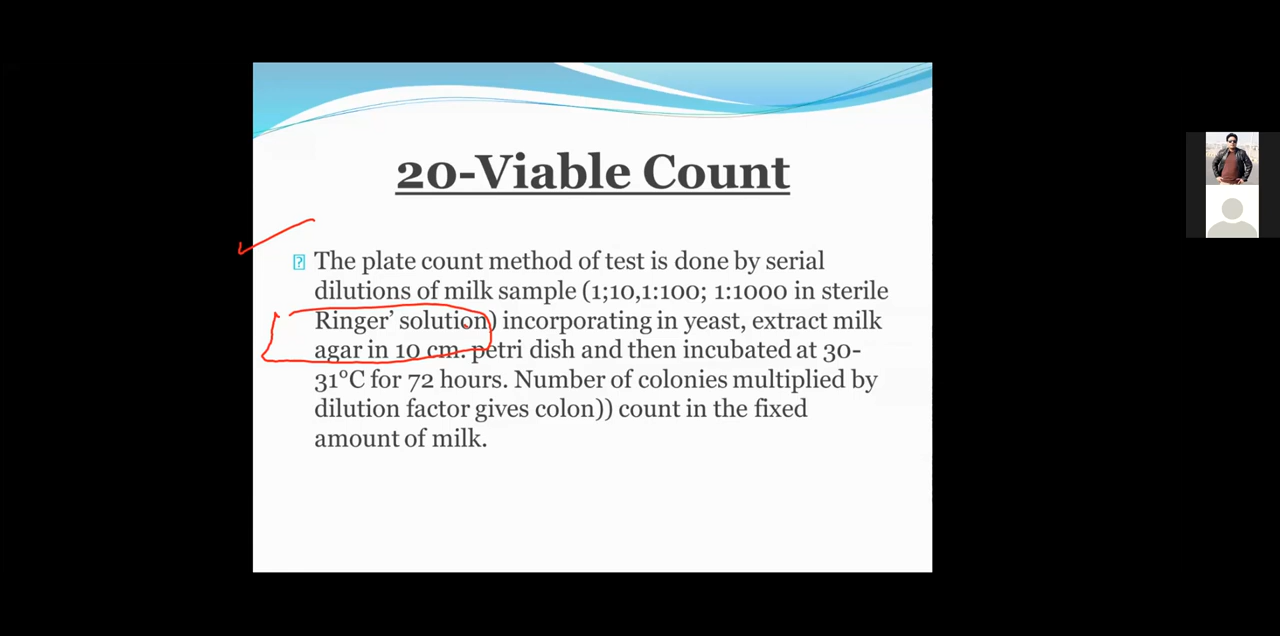 20-Viable Count
The plate count method of test is done by serial
dilutions of milk sample (1;10,1:100; 1:1000 in sterile
Ringer’ solution) incorporating in yeast, extract milk
agar in 10 cm. petri dish and then incubated at 30-
31°C for 72 hours. Number of colonies multiplied by
dilution factor gives colon)) count in the fixed
amount of milk.